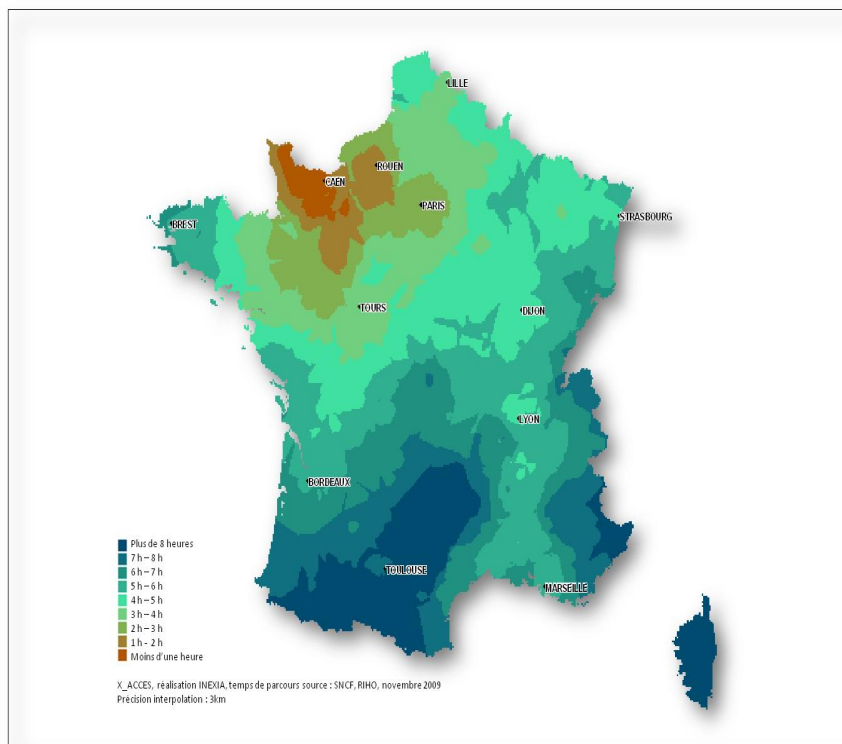 LILLE
ROUEN
CAEN
PARIS
STRASBOURG
BREST
TOURS
DIJON
LYON
BORDEAUX
TOULOUSE
MARSEILLE
Plus de 8 heures
7 h – 8 h
6 h – 7 h
5 h – 6 h
4 h – 5 h
3 h – 4 h
2 h – 3 h
1 h - 2 h
Moins d'une heure
X_ACCES, réalisation INEXIA, temps de parcours source : SNCF, RIHO, novembre 2009
Précision interpolation : 3km